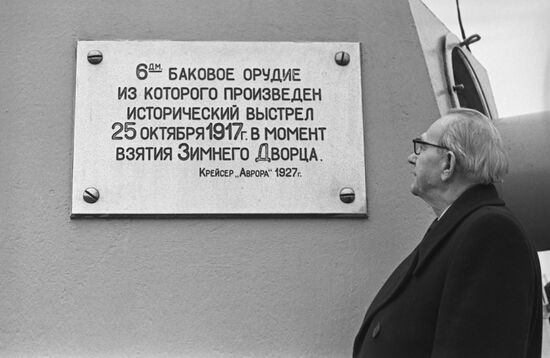 6дм. БАКОВОЕ ОРУДИЕ
ИЗ КОТОРОГО ПРОИЗВЕДЕН
ИСТОРИЧЕСКИЙ ВЫСТРЕЛ
25 ОКТЯБРЯ 1917г. В МОМЕНТ
ВЗЯТИЯ ЗИМНЕГО ДВОРЦА.
КРЕЙСЕР „АВРОРА” 1927г.